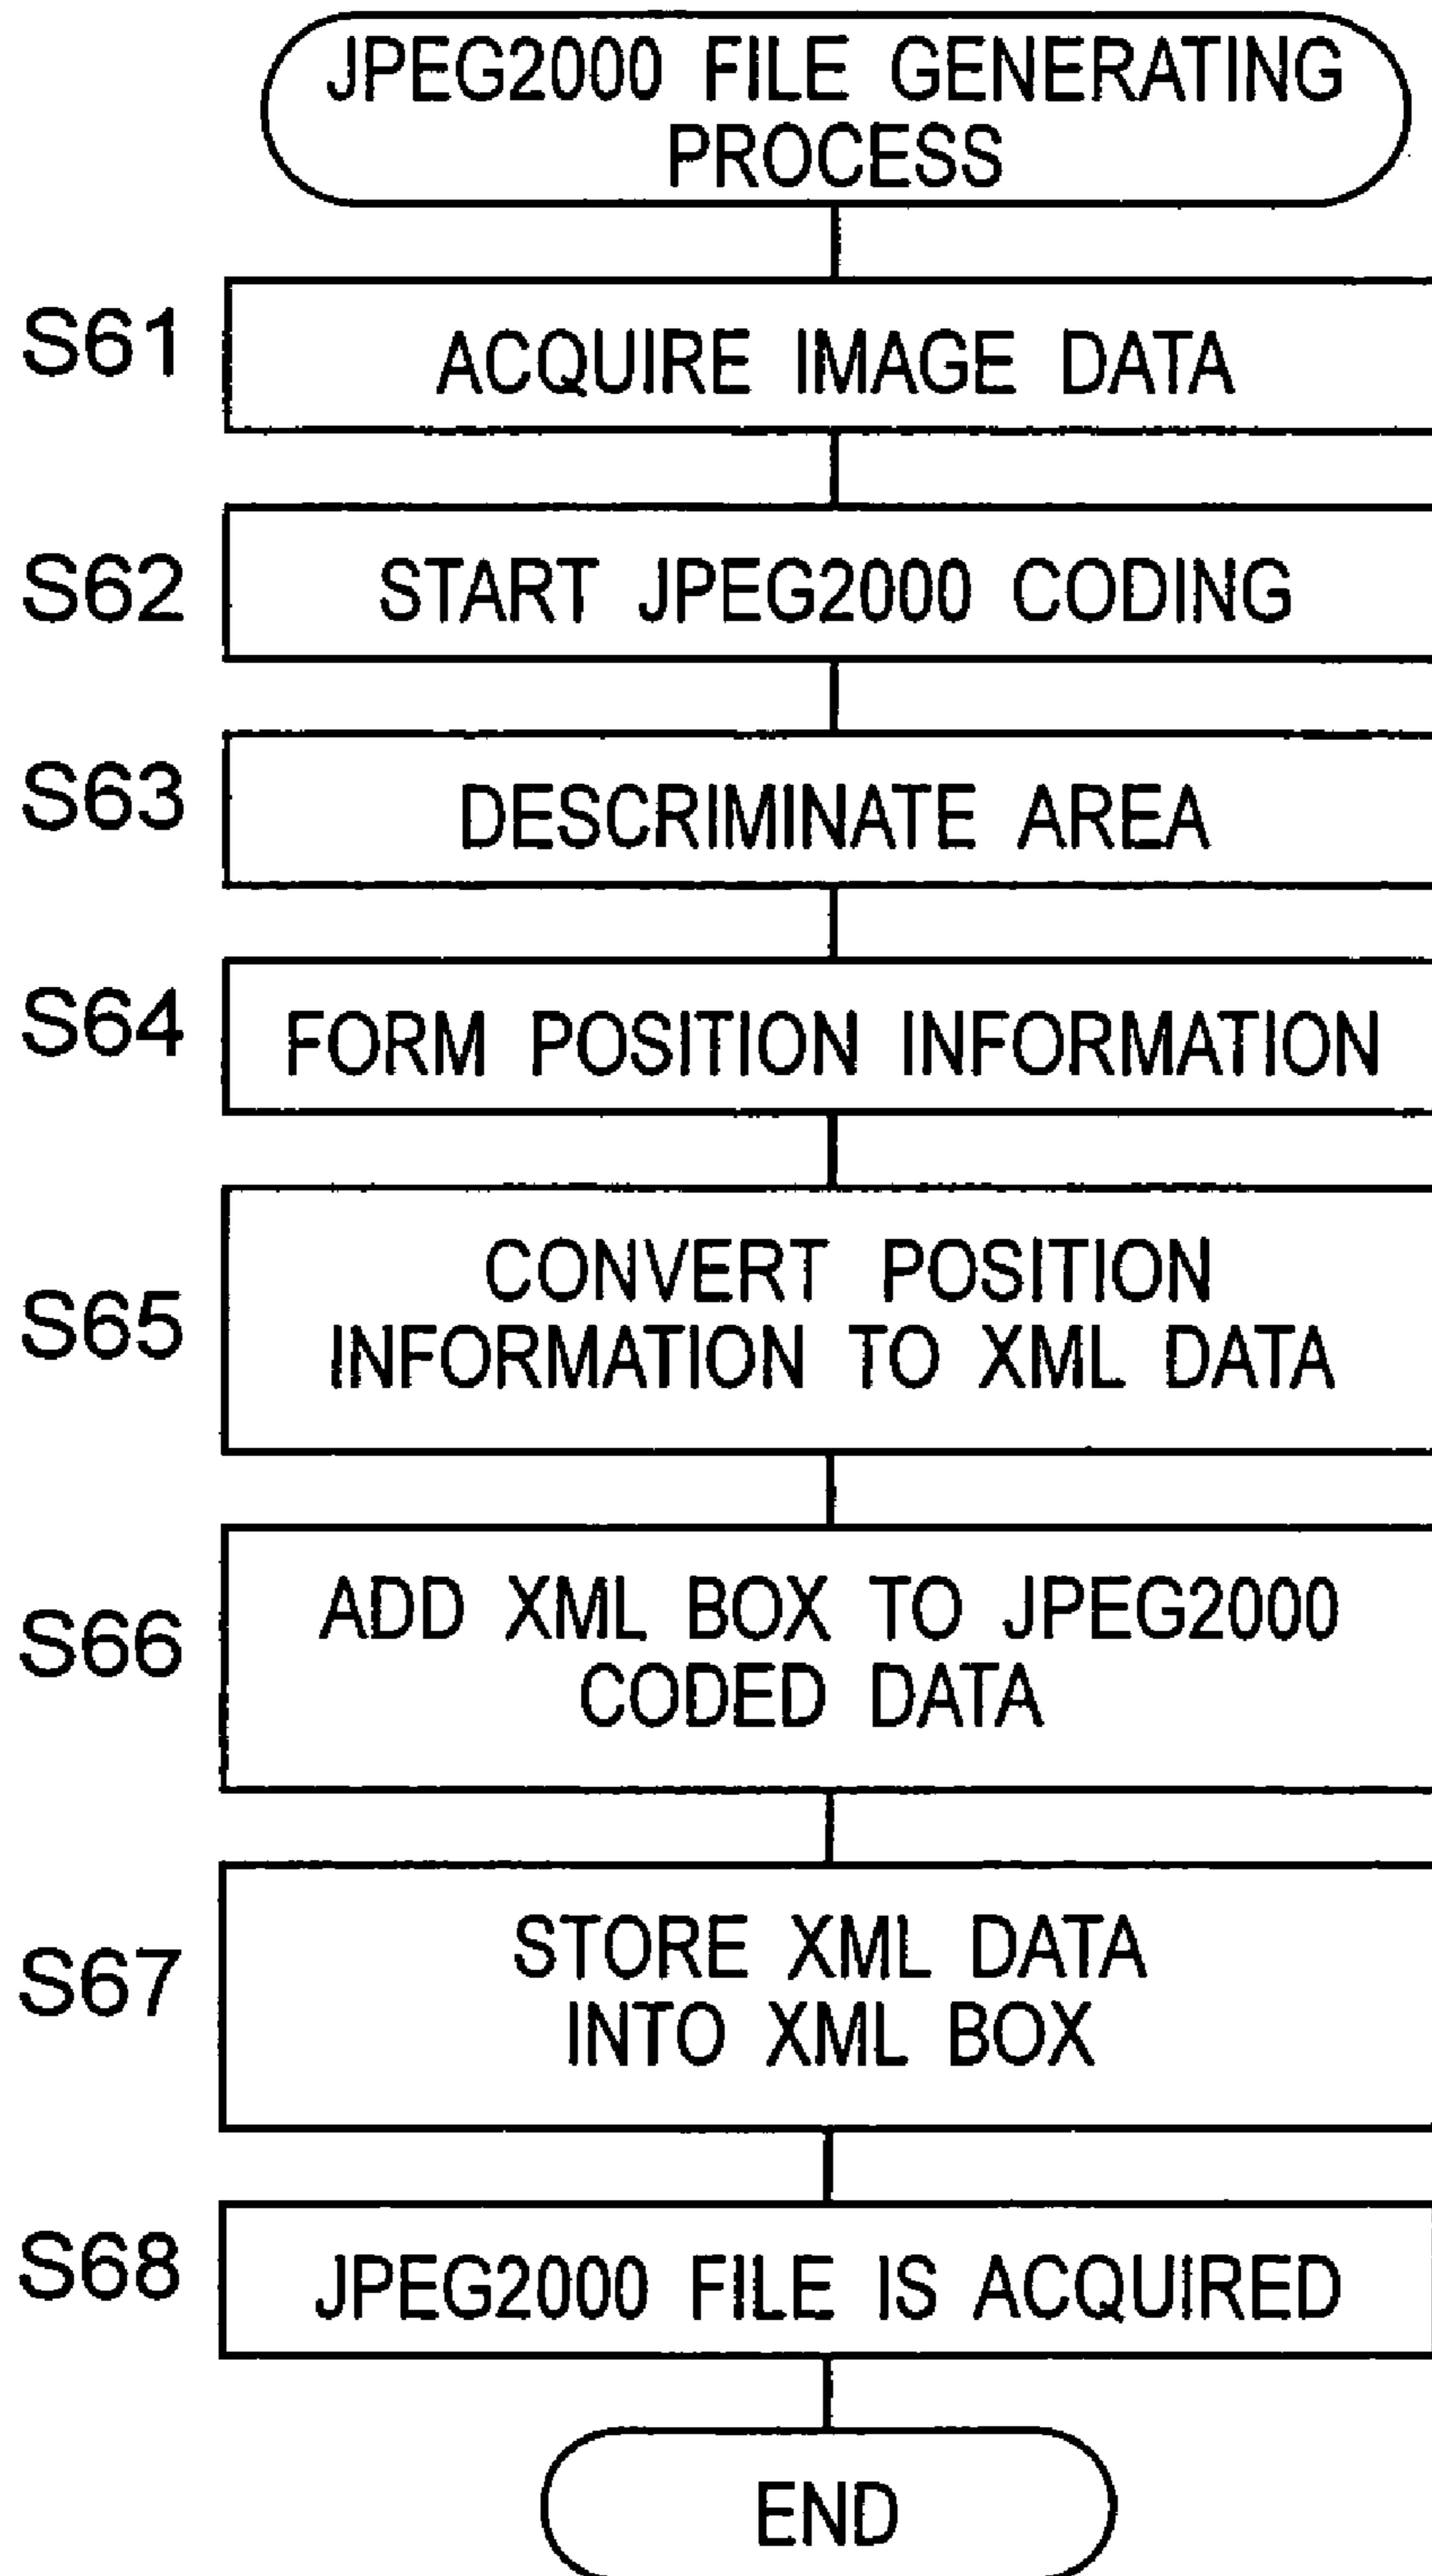 JPEG2000 FILE GENERATING
PROCESS
S61
ACQUIRE IMAGE DATA
S62
START JPEG2000 CODING
S63
DESCRIMINATE AREA
S64
FORM POSITION INFORMATION
S65
CONVERT POSITION
INFORMATION TO XML DATA
S66
ADD XML BOX TO JPEG2000
CODED DATA
S67
STORE XML DATA
INTO XML BOX
S68
JPEG2000 FILE IS ACQUIRED
END